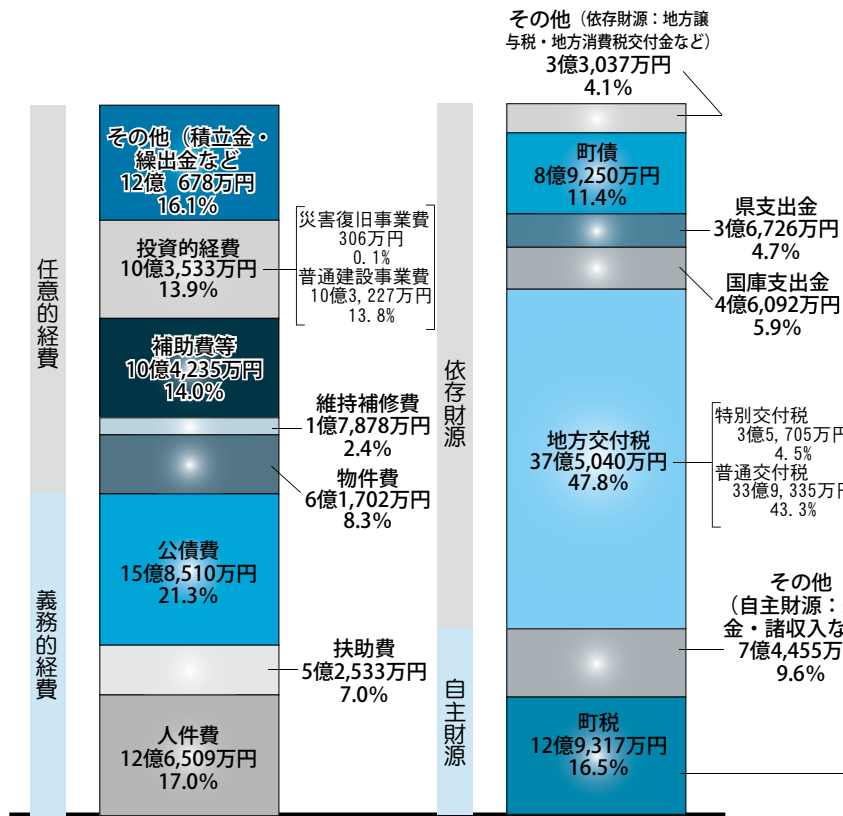 任意的経費
義務的経費
その他（積立金・
繰出金など
12億 678万円
16.1%
投資的経費
10億3,533万円
13.9%
災害復旧事業費
306万円
0.1%
普通建設事業費
10億3,227万円
13.8%
補助費等
10億4,235万円
14.0%
維持補修費
1億7,878万円
2.4%
物件費
6億1,702万円
8.3%
公債費
15億8,510万円
21.3%
扶助費
5億2,533万円
7.0%
人件費
12億6,509万円
17.0%
依存財源
自主財源
その他（依存財源：地方譲
与税・地方消費税交付金など）
3億3,037万円
4.1%
町債
8億9,250万円
11.4%
県支出金
3億6,726万円
4.7%
国庫支出金
4億6,092万円
5.9%
地方交付税
37億5,040万円
47.8%
特別交付税
3億5,705万円
4.5%
普通交付税
33億9,335万円
43.3%
その他
（自主財源：
金・諸収入な
7億4,455万
9.6%
町税
12億9,317万円
16.5%